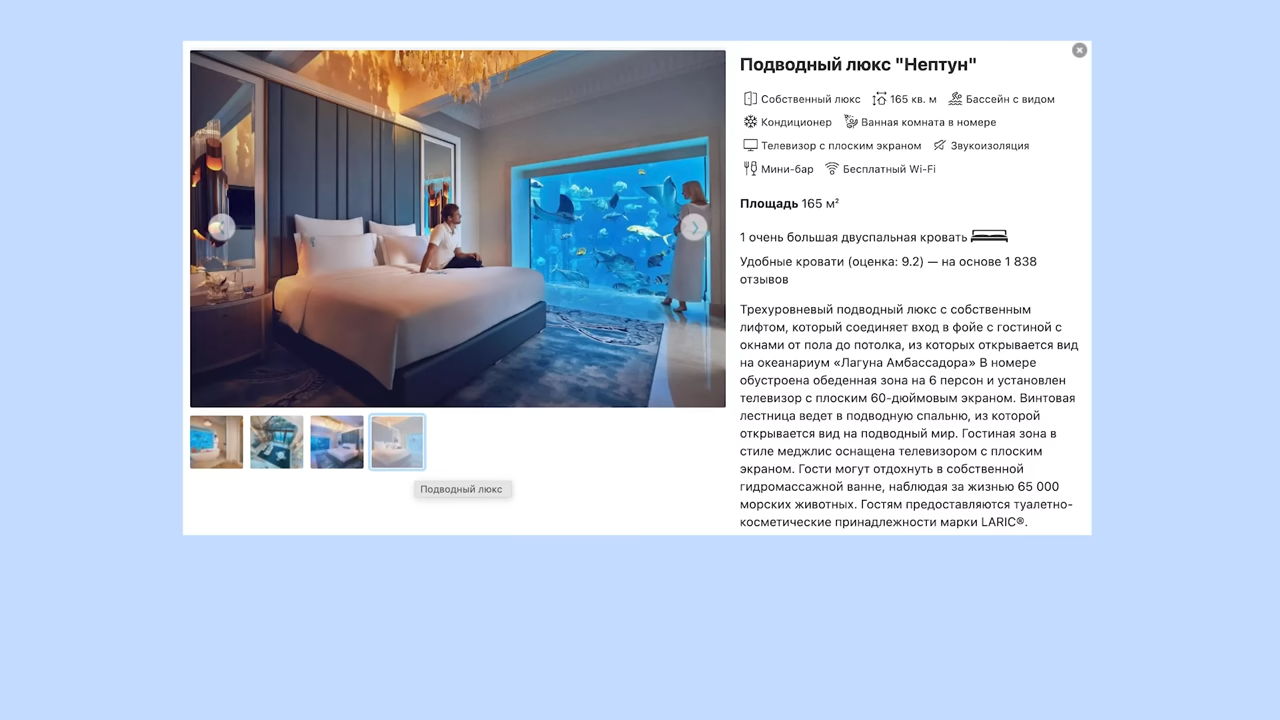 Подводный люкс "Нептун"
Собственный люкс 165 кв. м Бассейн с видом
Кондиционер Ванная комната в номере
Телевизор с плоским экраном Звукоизоляция
Мини-бар Бесплатный Wi-Fi
Площадь 165 м²
1 очень большая двуспальная кровать
Удобные кровати (оценка: 9.2) — на основе 1 838
отзывов
Трехуровневый подводный люкс с собственным
лифтом, который соединяет вход в фойе с гостиной с
окнами от пола до потолка, из которых открывается вид
на океанариум «Лагуна Амбассадора» В номере
обустроена обеденная зона на 6 персон и установлен
телевизор с плоским 60-дюймовым экраном. Винтовая
лестница ведет в подводную спальню, из которой
открывается вид на подводный мир. Гостиная зона в
стиле меджлис оснащена телевизором с плоским
экраном. Гости могут отдохнуть в собственной
гидромассажной ванне, наблюдая за жизнью 65 000
морских животных. Гостям предоставляются туалетно-
косметические принадлежности марки LARIC®.
Подводный люкс